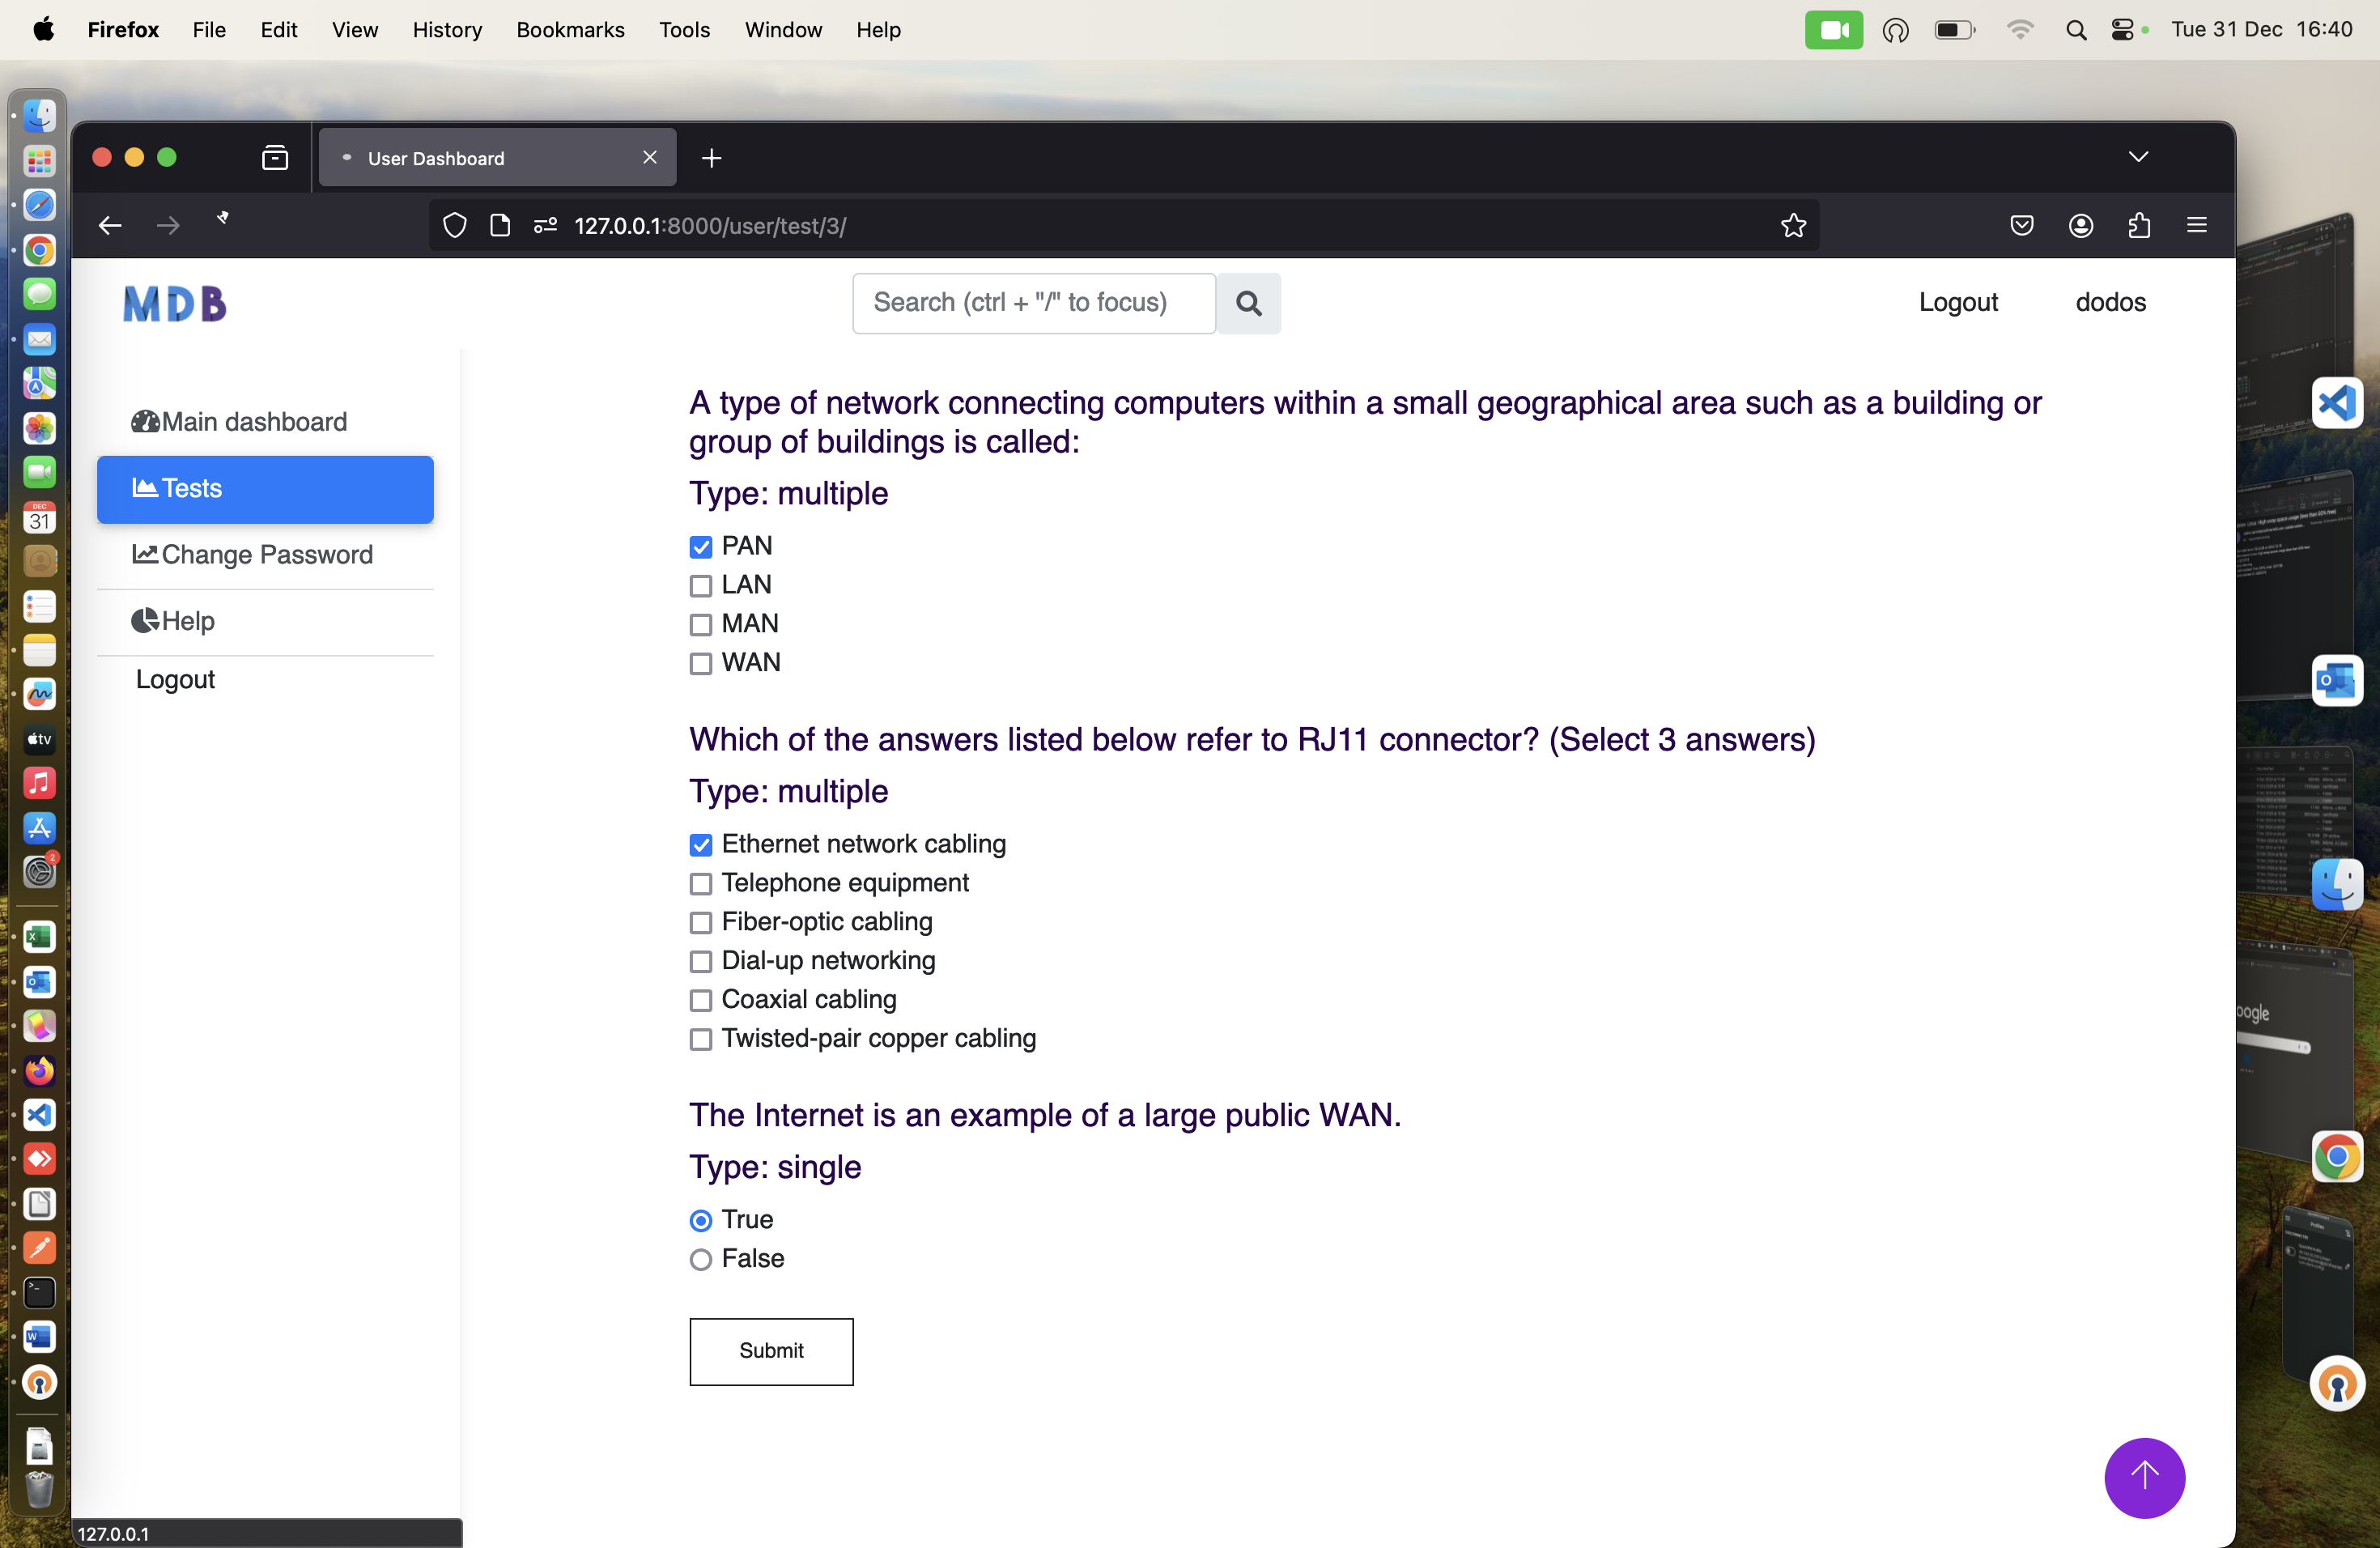 Firefox File Edit View History Bookmarks Tools Window Help Tue 31 Dec 16:40
User Dashboard
127.0.0.1:8000/user/test/3/
MDB
Search (ctrl + "/" to focus)
Logout dodos
Main dashboard
Tests
Change Password
Help
Logout
A type of network connecting computers within a small geographical area such as a building or
group of buildings is called:
Type: multiple
PAN
LAN
MAN
WAN
Which of the answers listed below refer to RJ11 connector? (Select 3 answers)
Type: multiple
Ethernet network cabling
Telephone equipment
Fiber-optic cabling
Dial-up networking
Coaxial cabling
Twisted-pair copper cabling
The Internet is an example of a large public WAN.
Type: single
True
False
Submit
127.0.0.1
DEC
31
tv
2
oogle